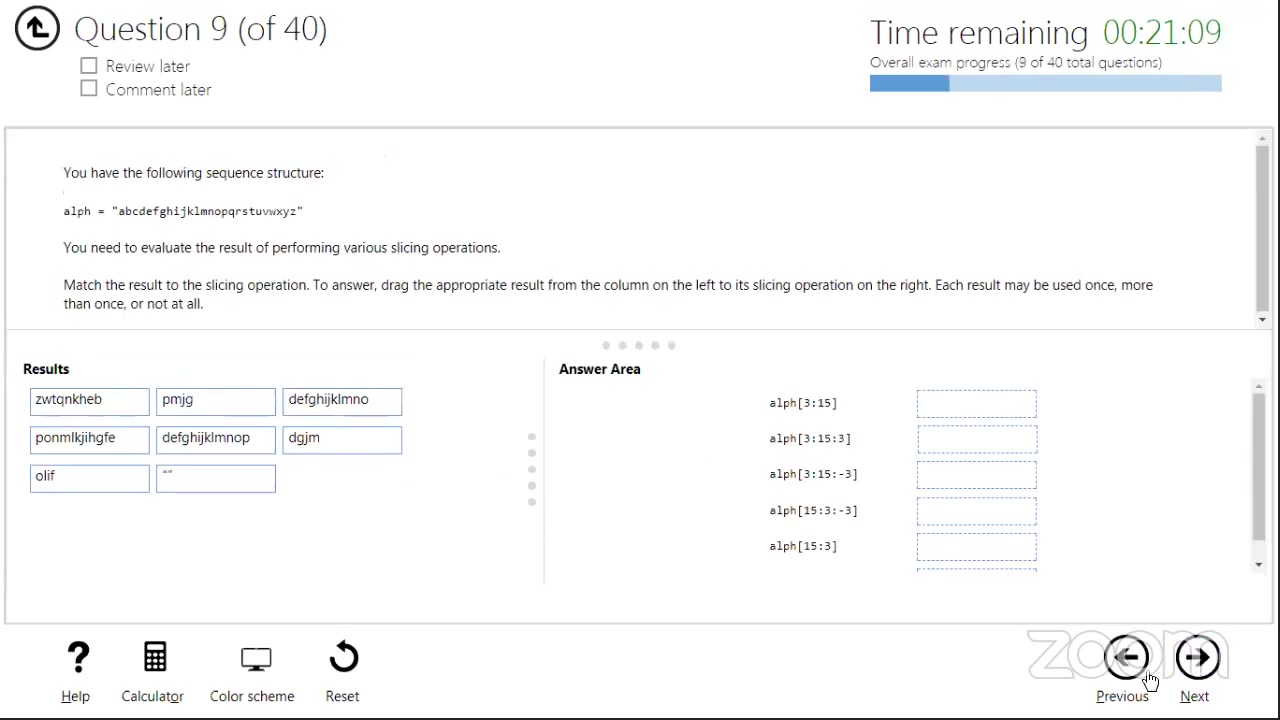 Question 9 (of 40)
Review later
Comment later
Time remaining 00:21:09
Overall exam progress (9 of 40 total questions)
You have the following sequence structure:
alph = "abcdefghijklmnopqrstuvwxyz"
You need to evaluate the result of performing various slicing operations.
Match the result to the slicing operation. To answer, drag the appropriate result from the column on the left to its slicing operation on the right. Each result may be used once, more
than once, or not at all.
Results
zwtqnkheb pmjg defghijklmno
ponmlkjihgfe defghijklmnop dgjm
olif ""
Answer Area
alph[3:15]
alph[3:15:3]
alph[3:15:-3]
alph[15:3:-3]
alph[15:3]
Help Calculator Color scheme Reset
Previous Next
zoom